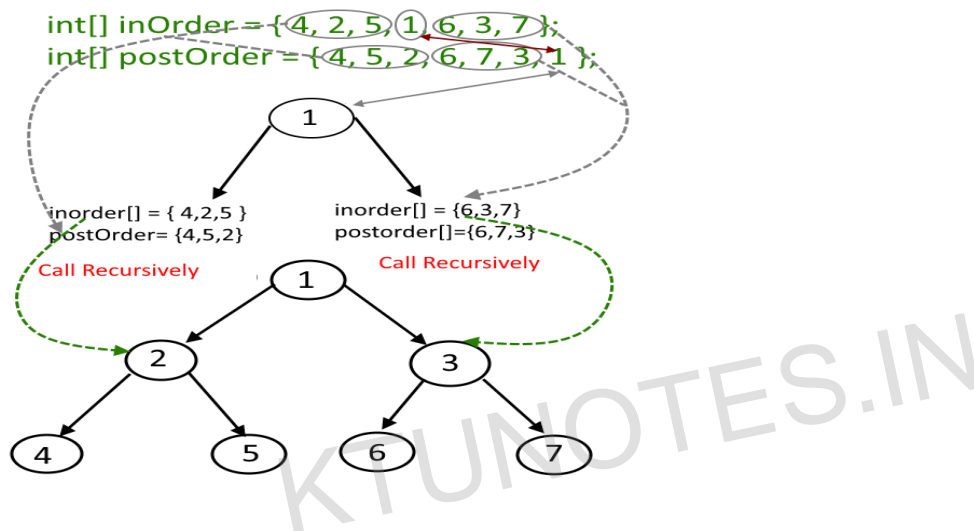 int[] inOrder = { 4, 2, 5, 1, 6, 3, 7 };
int[] postOrder = { 4, 5, 2, 6, 7, 3, 1 };
1
inorder[] = { 4,2,5 }
postOrder= {4,5,2}
inorder[] = {6,3,7}
postorder[]={6,7,3}
Call Recursively
Call Recursively
1
2
3
4
5
6
7
KTUNOTES.IN